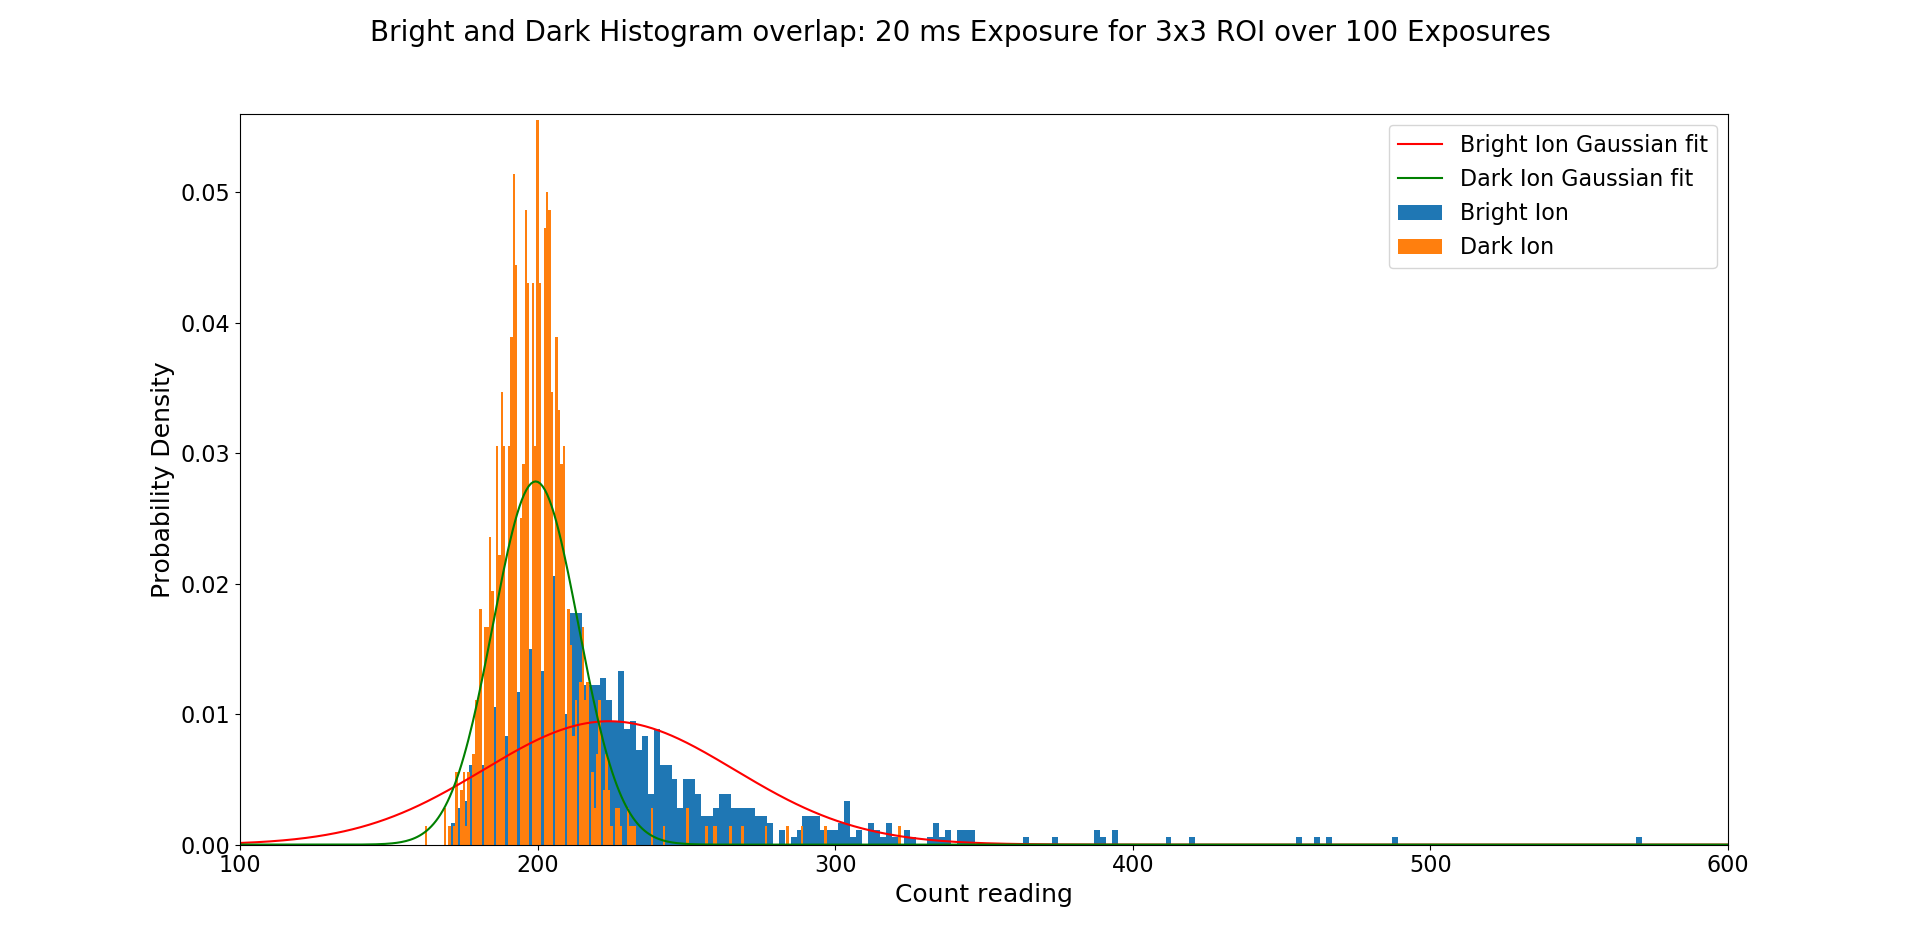 Bright and Dark Histogram overlap: 20 ms Exposure for 3x3 ROI over 100 Exposures
Bright Ion Gaussian fit
Dark Ion Gaussian fit
Bright Ion
Dark Ion
Probability Density
0.05
0.04
0.03
0.02
0.01
0.00
100 200 300 400 500 600
Count reading